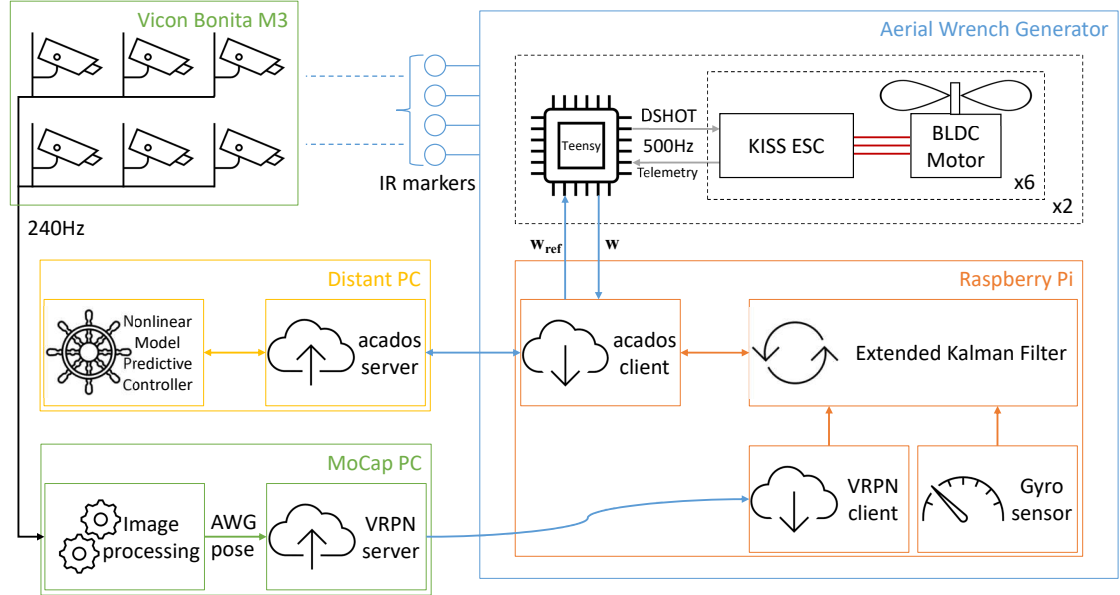 Vicon Bonita M3
Aerial Wrench Generator
IR markers
Teensy
DSHOT
500Hz
Telemetry
KISS ESC
BLDC
Motor
x6
x2
240Hz
w_ref
w
Distant PC
Nonlinear
Model
Predictive
Controller
acados
server
Raspberry Pi
acados
client
Extended Kalman Filter
MoCap PC
Image
processing
AWG
pose
VRPN
server
VRPN
client
Gyro
sensor